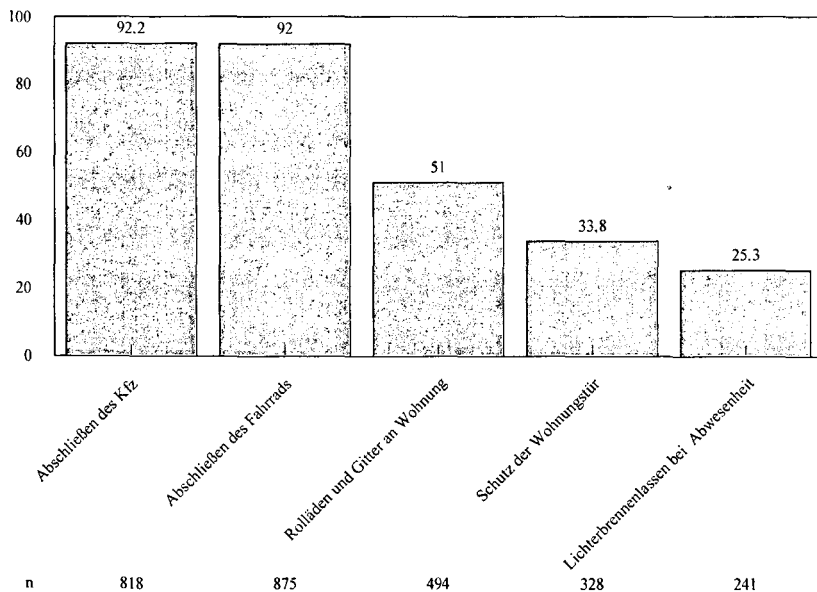 100
80
60
40
20
0
92.2
92
51
33.8
25.3
Abschließen des Kfz
Abschließen des Fahrrads
Rolläden und Gitter an Wohnung
Schutz der Wohnungstür
Lichterbrennenlassen bei Abwesenheit
n 818 875 494 328 241